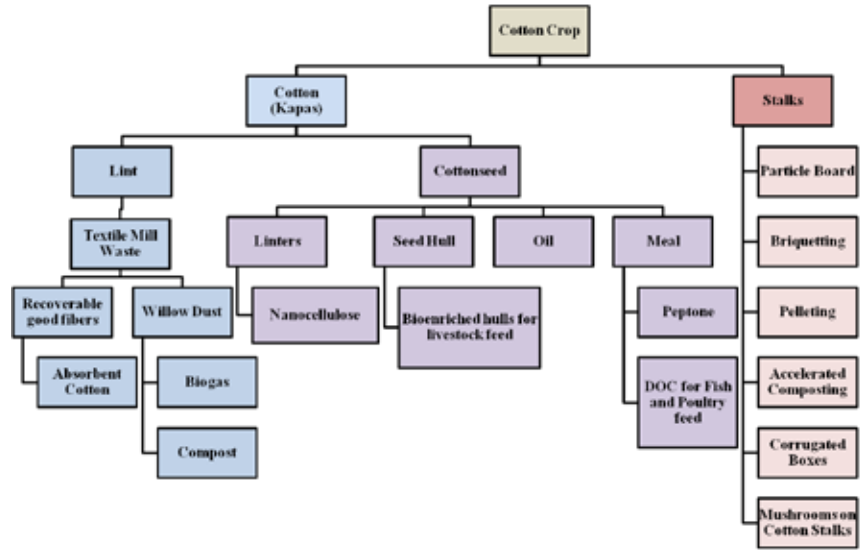 Cotton Crop
Cotton
(Kapas)
Stalks
Lint
Cottonseed
Particle Board
Textile Mill
Waste
Linters
Seed Hull
Oil
Meal
Briquetting
Recoverable
good fibers
Willow Dust
Nanocellulose
Bioenriched hulls for
livestock feed
Peptone
Pelleting
Absorbent
Cotton
Biogas
DOC for Fish
and Poultry
feed
Accelerated
Composting
Compost
Corrugated
Boxes
Mushrooms on
Cotton Stalks